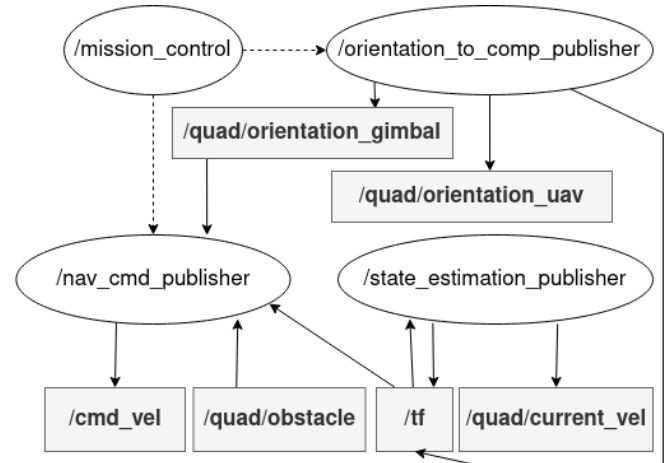 /mission_control
/orientation_to_comp_publisher
/quad/orientation_gimbal
/quad/orientation_uav
/nav_cmd_publisher
/state_estimation_publisher
/cmd_vel
/quad/obstacle
/tf
/quad/current_vel